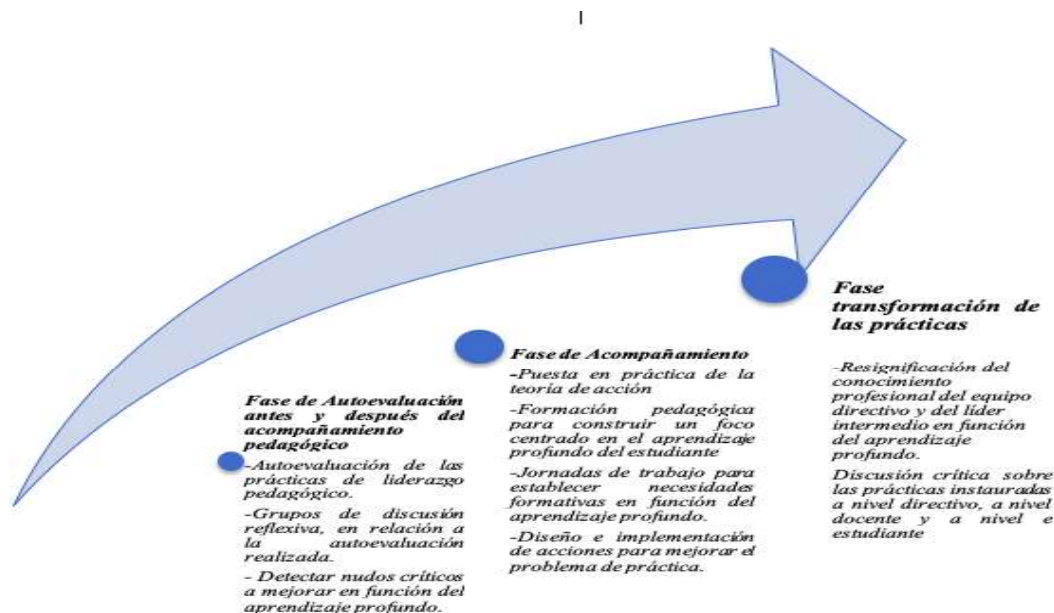 I
Fase de Autoevaluación
antes y después del
acompañamiento
pedagógico
-Autoevaluación de las
prácticas de liderazgo
pedagógico.
-Grupos de discusión
reflexiva, en relación a
la autoevaluación
realizada.
- Detectar nudos críticos
a mejorar en función del
aprendizaje profundo.
Fase de Acompañamiento
-Puesta en práctica de la
teoría de acción
-Formación pedagógica
para construir un foco
centrado en el aprendizaje
profundo del estudiante
-Jornadas de trabajo para
establecer necesidades
formativas en función del
aprendizaje profundo.
-Diseño e implementación
de acciones para mejorar el
problema de práctica.
Fase
transformación de
las prácticas
-Resignificación del
conocimiento
profesional del equipo
directivo y del líder
intermedio en función
del aprendizaje
profundo.
Discusión crítica sobre
las prácticas instauradas
a nivel directivo, a nivel
docente y a nivel e
estudiante